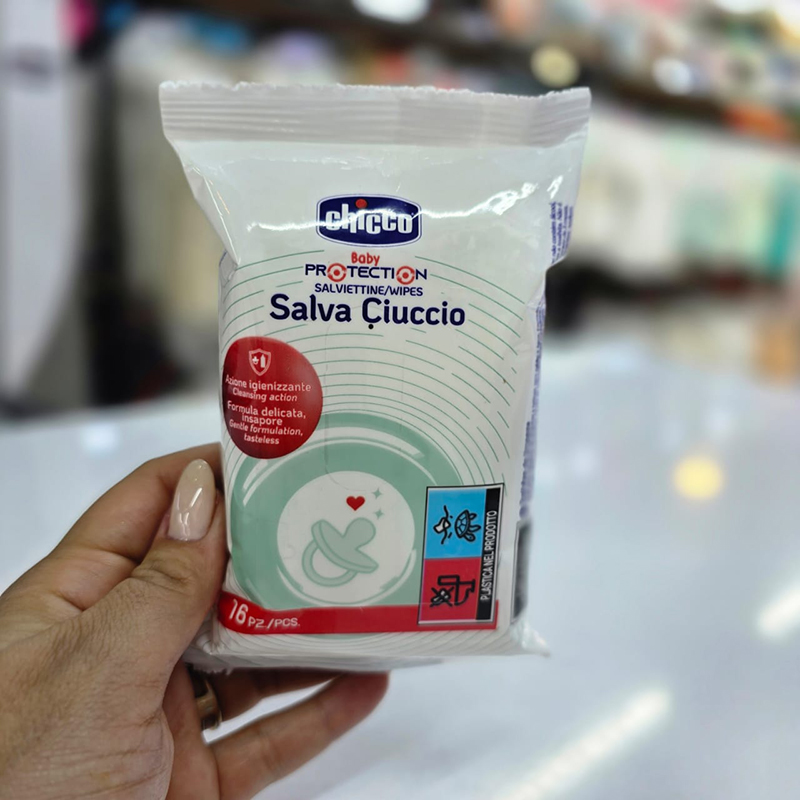 chicco
Baby
PROTECTION
SALVIETTINE/WIPES
Salva Çiuccio
Azione igienizzante
Cleansing action
Formula delicata,
insapore
Gentle formulation,
tasteless
PLASTICA NEL PRODOTTO
16 PZ./PCS.